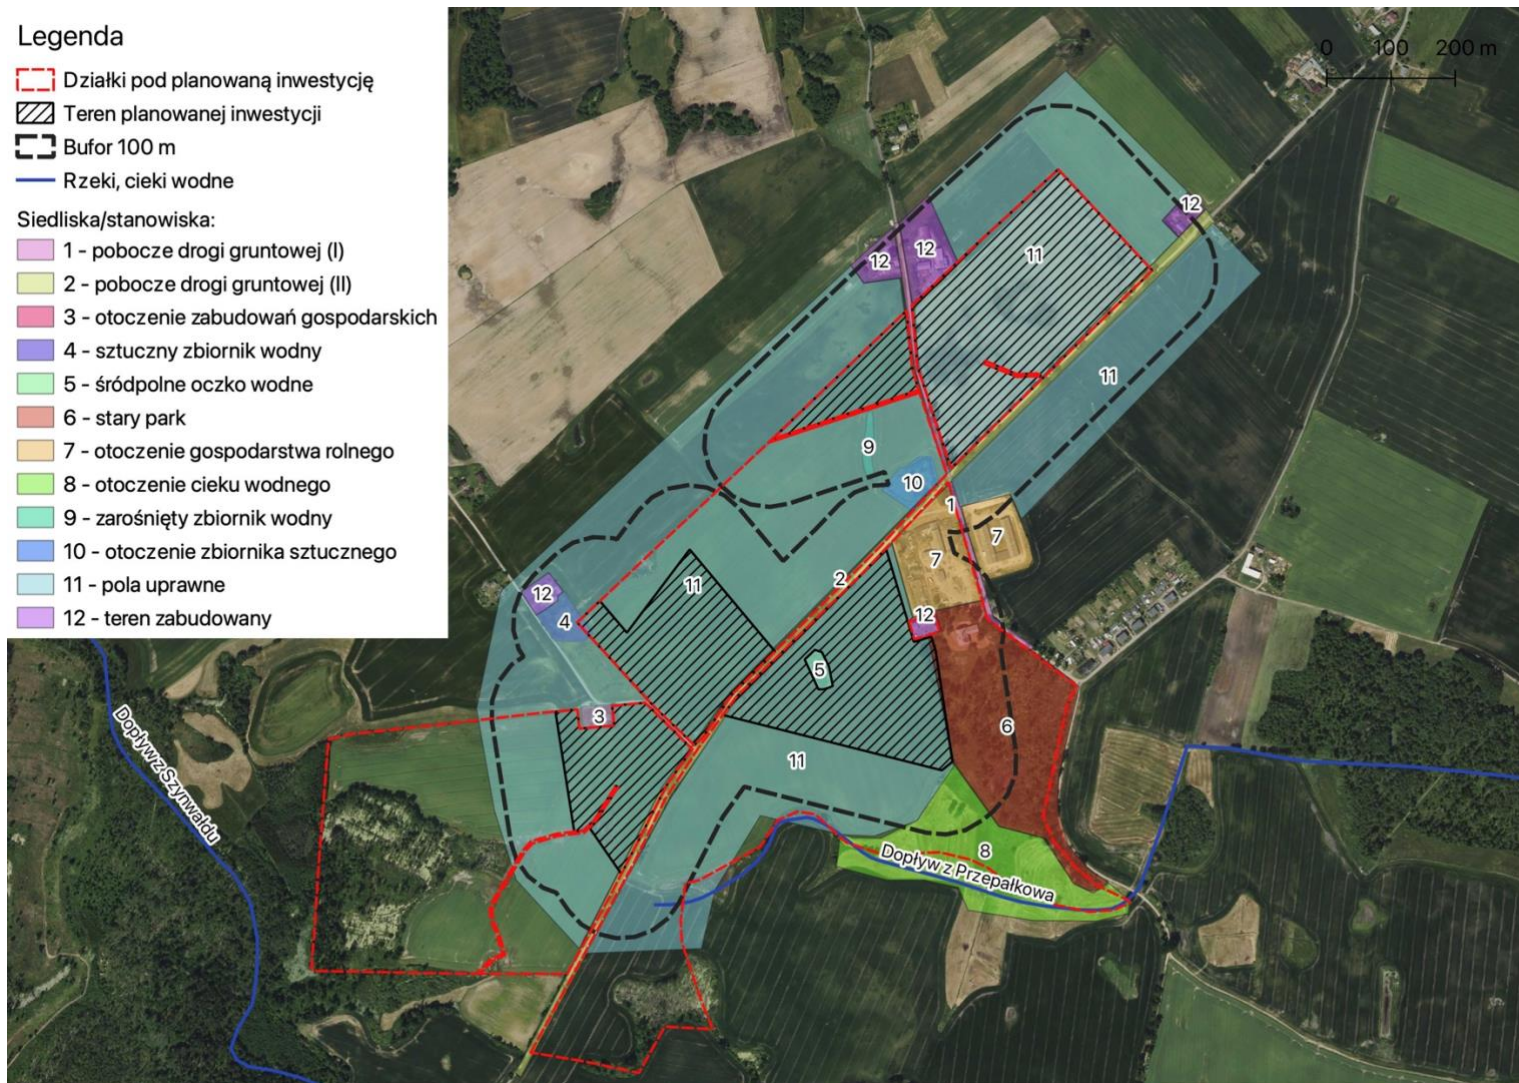 Legenda
Działki pod planowaną inwestycję
Teren planowanej inwestycji
Bufor 100 m
Rzeki, cieki wodne
Siedliska/stanowiska:
1 - pobocze drogi gruntowej (I)
2 - pobocze drogi gruntowej (II)
3 - otoczenie zabudowań gospodarskich
4 - sztuczny zbiornik wodny
5 - śródpolne oczko wodne
6 - stary park
7 - otoczenie gospodarstwa rolnego
8 - otoczenie cieku wodnego
9 - zarośnięty zbiornik wodny
10 - otoczenie zbiornika sztucznego
11 - pola uprawne
12 - teren zabudowany
0 100 200 m
12
12
12
11
11
9
10
1
7
7
2
11
12
4
12
5
3
6
11
8
Dopływ z Szynwałdu
Dopływ z Przepałkowa